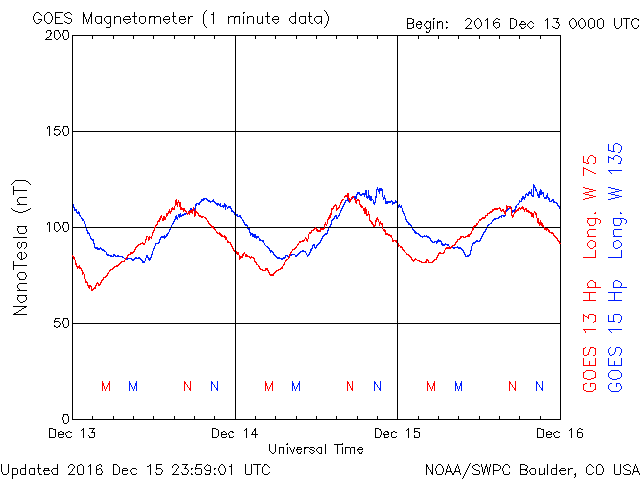 GOES Magnetometer (1 minute data)
Begin: 2016 Dec 13 0000 UTC
200
150
100
50
0
NanoTesla (nT)
M M N N M M N N M M N N
Dec 13 Dec 14 Dec 15 Dec 16
Universal Time
GOES 13 Hp Long. W 75
GOES 15 Hp Long. W 135
Updated 2016 Dec 15 23:59:01 UTC
NOAA/SWPC Boulder, CO USA